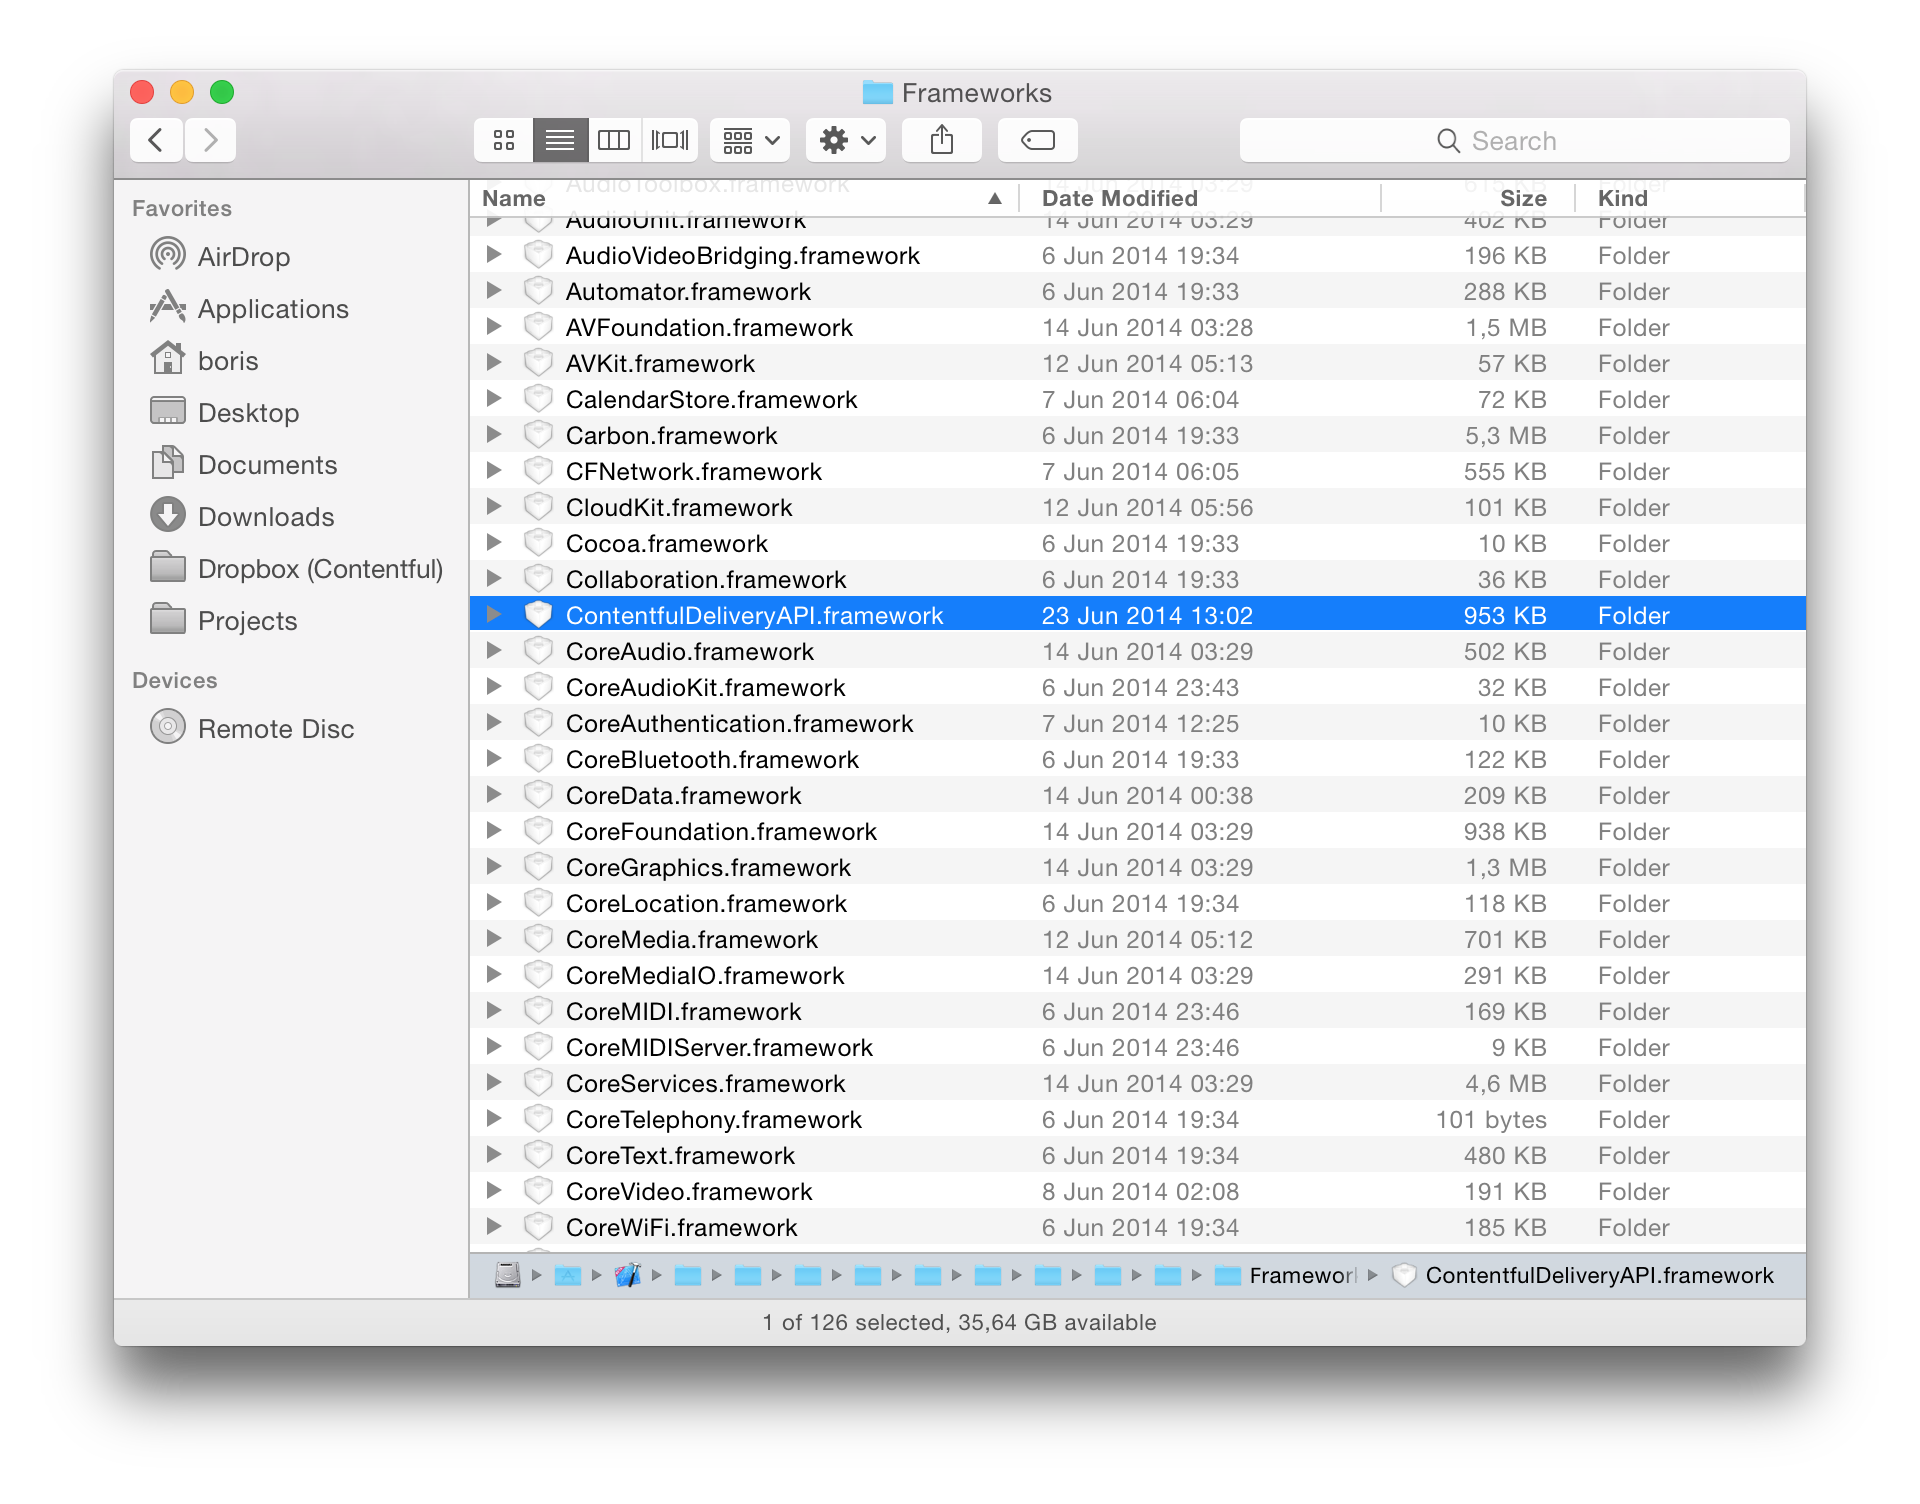 Frameworks
Search
Favorites
AirDrop
Applications
boris
Desktop
Documents
Downloads
Dropbox (Contentful)
Projects
Devices
Remote Disc
AudioToolbox.framework 14 Jun 2014 03:29 615 KB Folder
Name Date Modified Size Kind
AudioUnit.framework 14 Jun 2014 03:29 402 KB Folder
AudioVideoBridging.framework 6 Jun 2014 19:34 196 KB Folder
Automator.framework 6 Jun 2014 19:33 288 KB Folder
AVFoundation.framework 14 Jun 2014 03:28 1,5 MB Folder
AVKit.framework 12 Jun 2014 05:13 57 KB Folder
CalendarStore.framework 7 Jun 2014 06:04 72 KB Folder
Carbon.framework 6 Jun 2014 19:33 5,3 MB Folder
CFNetwork.framework 7 Jun 2014 06:05 555 KB Folder
CloudKit.framework 12 Jun 2014 05:56 101 KB Folder
Cocoa.framework 6 Jun 2014 19:33 10 KB Folder
Collaboration.framework 6 Jun 2014 19:33 36 KB Folder
ContentfulDeliveryAPI.framework 23 Jun 2014 13:02 953 KB Folder
CoreAudio.framework 14 Jun 2014 03:29 502 KB Folder
CoreAudioKit.framework 6 Jun 2014 23:43 32 KB Folder
CoreAuthentication.framework 7 Jun 2014 12:25 10 KB Folder
CoreBluetooth.framework 6 Jun 2014 19:33 122 KB Folder
CoreData.framework 14 Jun 2014 00:38 209 KB Folder
CoreFoundation.framework 14 Jun 2014 03:29 938 KB Folder
CoreGraphics.framework 14 Jun 2014 03:29 1,3 MB Folder
CoreLocation.framework 6 Jun 2014 19:34 118 KB Folder
CoreMedia.framework 12 Jun 2014 05:12 701 KB Folder
CoreMediaIO.framework 14 Jun 2014 03:29 291 KB Folder
CoreMIDI.framework 6 Jun 2014 23:46 169 KB Folder
CoreMIDIServer.framework 6 Jun 2014 23:46 9 KB Folder
CoreServices.framework 14 Jun 2014 03:29 4,6 MB Folder
CoreTelephony.framework 6 Jun 2014 19:34 101 bytes Folder
CoreText.framework 6 Jun 2014 19:34 480 KB Folder
CoreVideo.framework 8 Jun 2014 02:08 191 KB Folder
CoreWiFi.framework 6 Jun 2014 19:34 185 KB Folder
Framewor ContentfulDeliveryAPI.framework
1 of 126 selected, 35,64 GB available